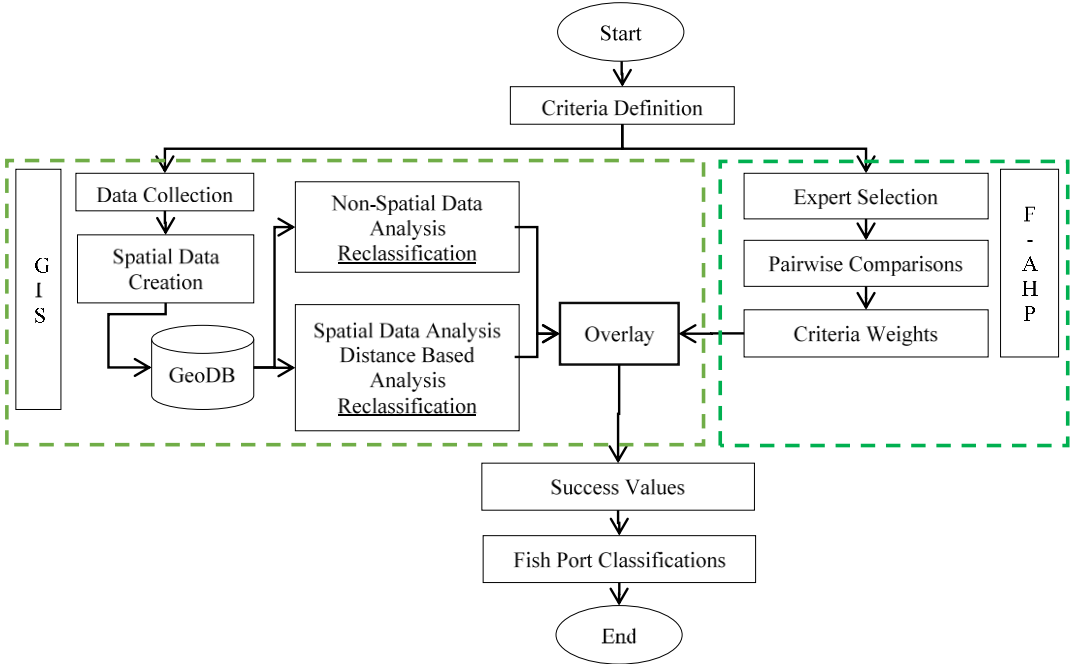 Start
Criteria Definition
Data Collection
Spatial Data
Creation
GeoDB
G
I
S
Non-Spatial Data
Analysis
Reclassification
Spatial Data Analysis
Distance Based
Analysis
Reclassification
Overlay
Expert Selection
Pairwise Comparisons
Criteria Weights
F
-
A
H
P
Success Values
Fish Port Classifications
End